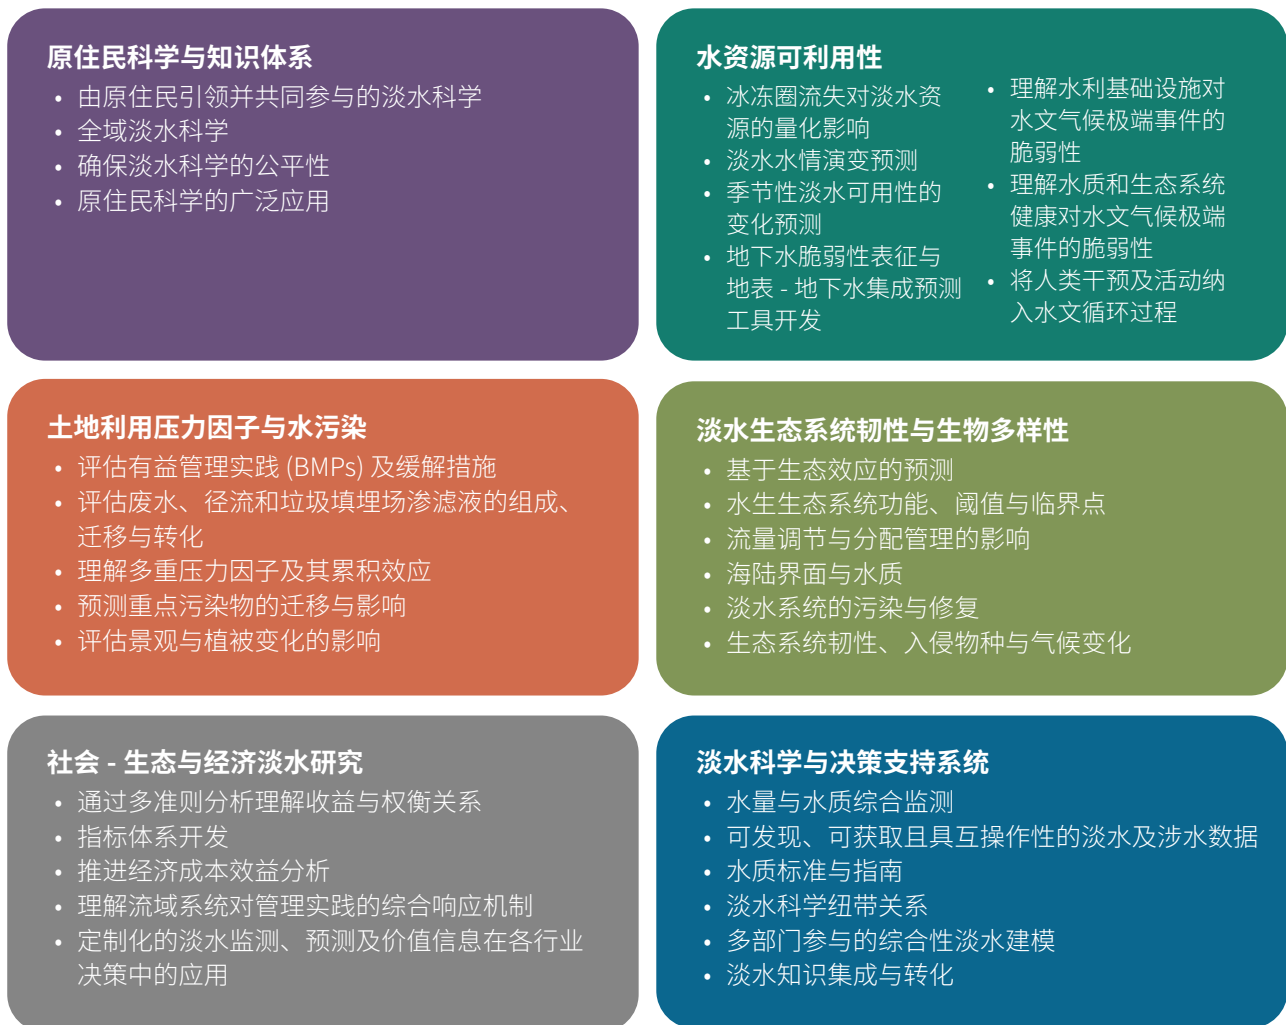 原住民科学与知识体系
• 由原住民引领并共同参与的淡水科学
• 全域淡水科学
• 确保淡水科学的公平性
• 原住民科学的广泛应用
水资源可利用性
• 冰冻圈流失对淡水资
源的量化影响
• 淡水水情演变预测
• 季节性淡水可用性的
变化预测
• 地下水脆弱性表征与
地表 - 地下水集成预测
工具开发
• 理解水利基础设施对
水文气候极端事件的
脆弱性
• 理解水质和生态系统
健康对水文气候极端
事件的脆弱性
• 将人类干预及活动纳
入水文循环过程
土地利用压力因子与水污染
• 评估有益管理实践 (BMPs) 及缓解措施
• 评估废水、径流和垃圾填埋场渗滤液的组成、
迁移与转化
• 理解多重压力因子及其累积效应
• 预测重点污染物的迁移与影响
• 评估景观与植被变化的影响
淡水生态系统韧性与生物多样性
• 基于生态效应的预测
• 水生生态系统功能、阈值与临界点
• 流量调节与分配管理的影响
• 海陆界面与水质
• 淡水系统的污染与修复
• 生态系统韧性、入侵物种与气候变化
社会 - 生态与经济淡水研究
• 通过多准则分析理解收益与权衡关系
• 指标体系开发
• 推进经济成本效益分析
• 理解流域系统对管理实践的综合响应机制
• 定制化的淡水监测、预测及价值信息在各行业
决策中的应用
淡水科学与决策支持系统
• 水量与水质综合监测
• 可发现、可获取且具互操作性的淡水及涉水数据
• 水质标准与指南
• 淡水科学纽带关系
• 多部门参与的综合性淡水建模
• 淡水知识集成与转化